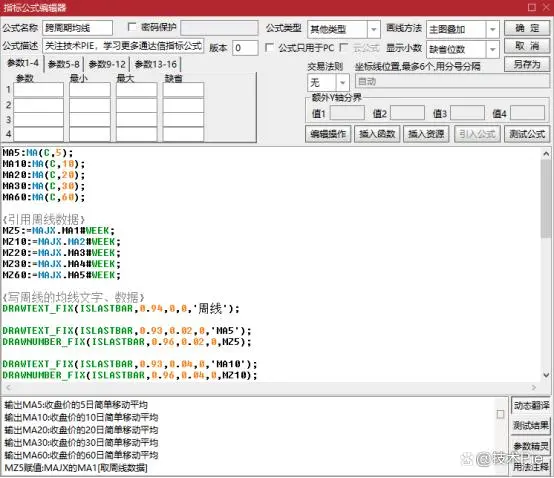 指标公式编辑器
公式名称 跨周期均线 密码保护 公式类型 其他类型 画线方法 主图叠加 确 定
公式描述 关注技术PIE，学习更多通达信指标公式 版本 0 公式只用于PC 云公式 显示小数 缺省位数 取 消
参数1-4 参数5-8 参数9-12 参数13-16 交易法则 坐标线位置,最多6个,用分号分隔 另存为
参数 最小 最大 缺省 无 自动
1
2
3
4
额外Y轴分界
值1 值2 值3 值4
编辑操作 插入函数 插入资源 引入公式 测试公式
MA5:MA(C,5);
MA10:MA(C,10);
MA20:MA(C,20);
MA30:MA(C,30);
MA60:MA(C,60);
{引用周线数据}
MZ5:=MAJX.MA1#WEEK;
MZ10:=MAJX.MA2#WEEK;
MZ20:=MAJX.MA3#WEEK;
MZ30:=MAJX.MA4#WEEK;
MZ60:=MAJX.MA5#WEEK;
{写周线的均线文字、数据}
DRAWTEXT_FIX(ISLASTBAR,0.94,0,0,'周线');
DRAWTEXT_FIX(ISLASTBAR,0.93,0.02,0,'MA5');
DRAWNUMBER_FIX(ISLASTBAR,0.96,0.02,0,MZ5);
DRAWTEXT_FIX(ISLASTBAR,0.93,0.04,0,'MA10');
DRAWNUMBER_FIX(ISLASTBAR,0.96,0.04,0,MZ10);
输出MA5:收盘价的5日简单移动平均
输出MA10:收盘价的10日简单移动平均
输出MA20:收盘价的20日简单移动平均
输出MA30:收盘价的30日简单移动平均
输出MA60:收盘价的60日简单移动平均
MZ5赋值:MAJX的MA1[取周线数据]
动态翻译
测试结果
参数精灵
用法注释
技术Pie